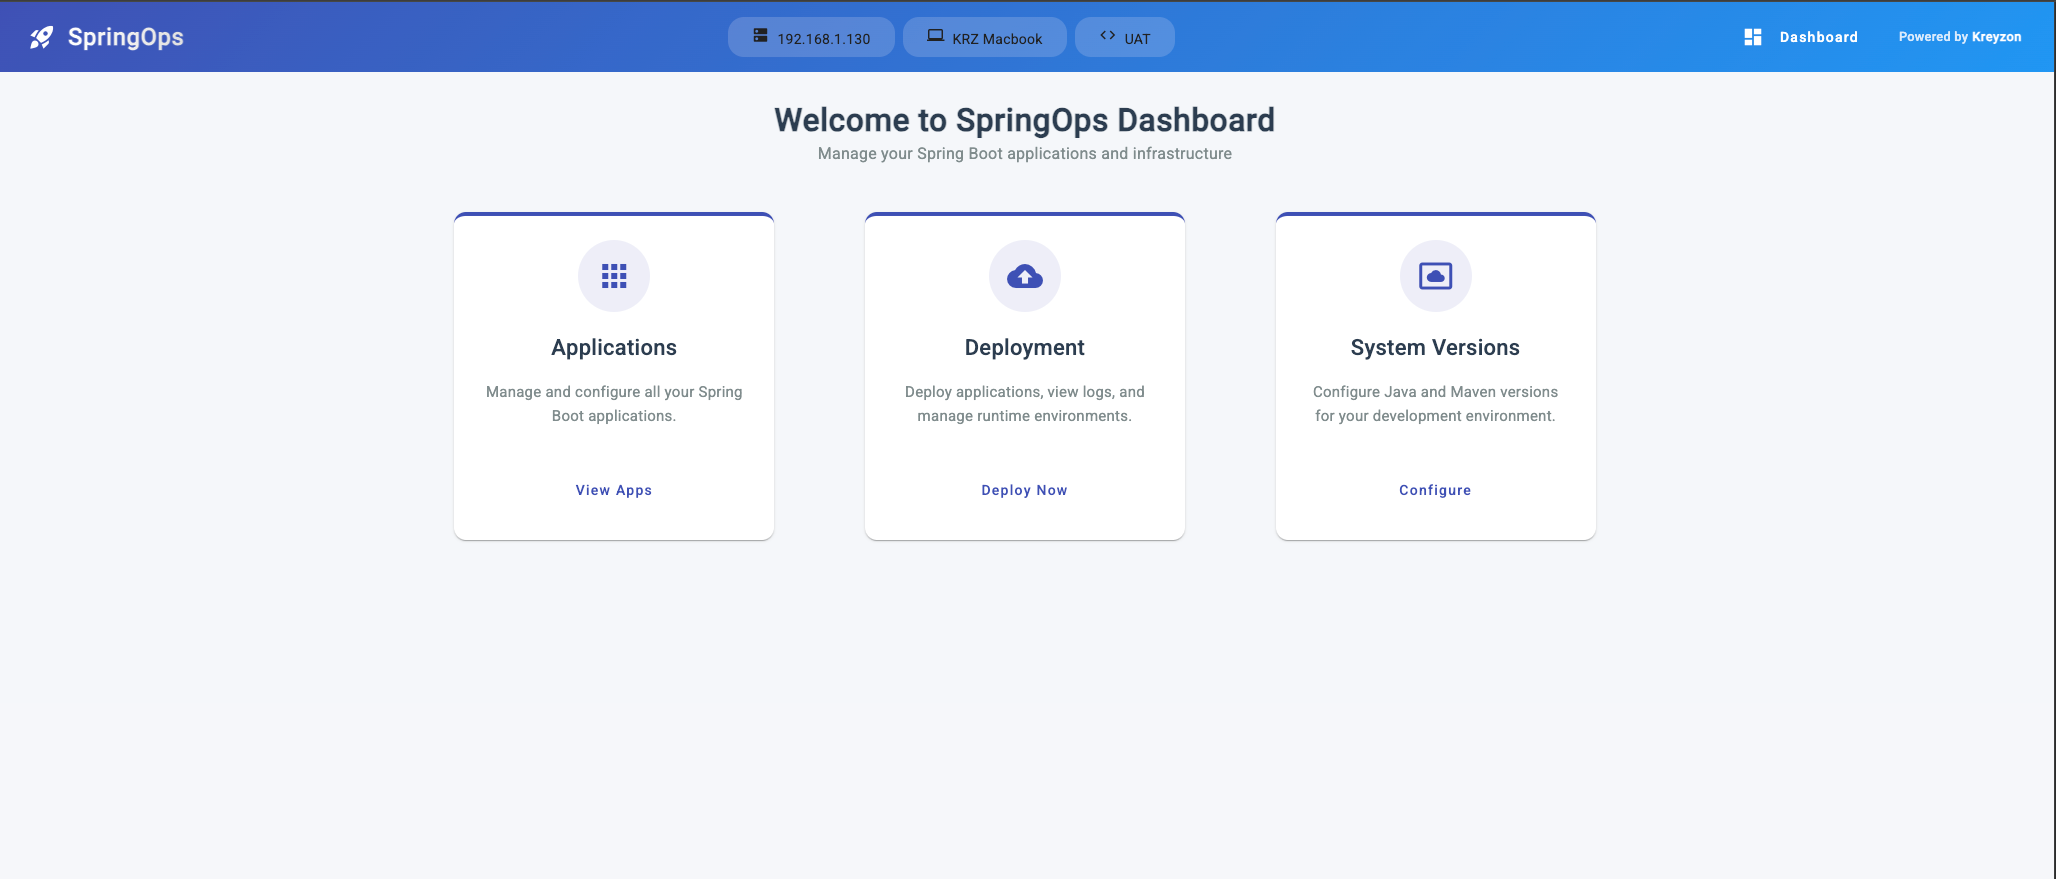 SpringOps
192.168.1.130
KRZ Macbook
UAT
Dashboard
Powered by Kreyzon
Welcome to SpringOps Dashboard
Manage your Spring Boot applications and infrastructure
Applications
Manage and configure all your Spring
Boot applications.
View Apps
Deployment
Deploy applications, view logs, and
manage runtime environments.
Deploy Now
System Versions
Configure Java and Maven versions
for your development environment.
Configure